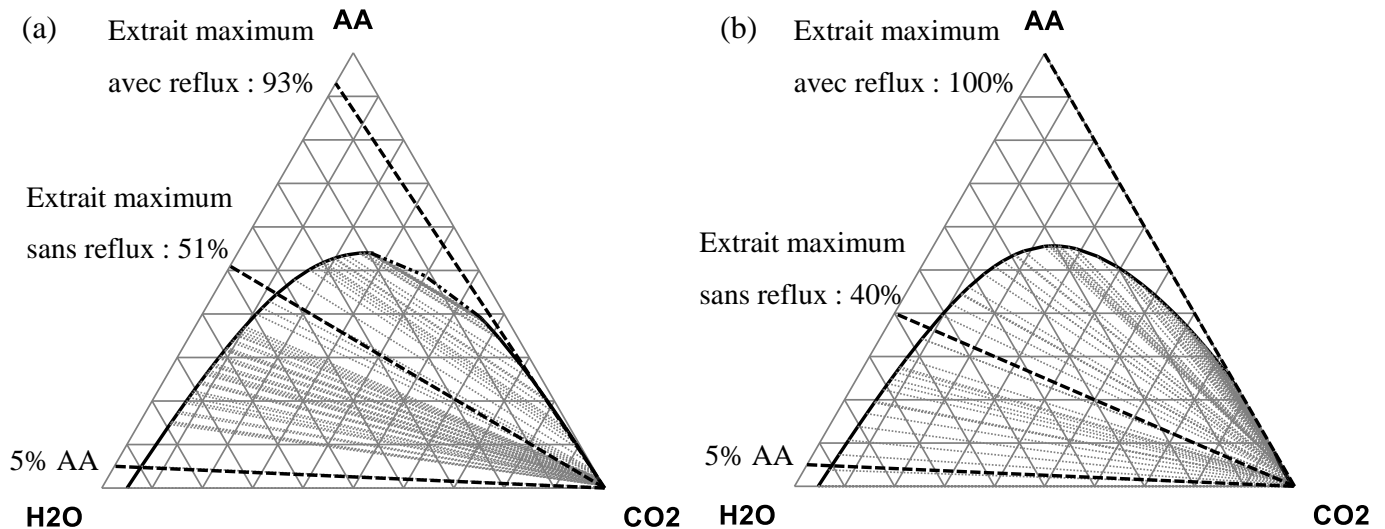 (a)
Extrait maximum
avec reflux : 93%
AA
Extrait maximum
sans reflux : 51%
5% AA
H2O
CO2
(b)
Extrait maximum
avec reflux : 100%
AA
Extrait maximum
sans reflux : 40%
5% AA
H2O
CO2